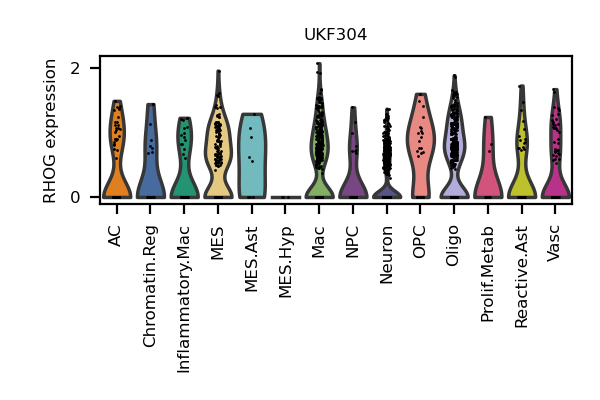 UKF304
RHOG expression
2
0
AC
Chromatin.Reg
Inflammatory.Mac
MES
MES.Ast
MES.Hyp
Mac
NPC
Neuron
OPC
Oligo
Prolif.Metab
Reactive.Ast
Vasc